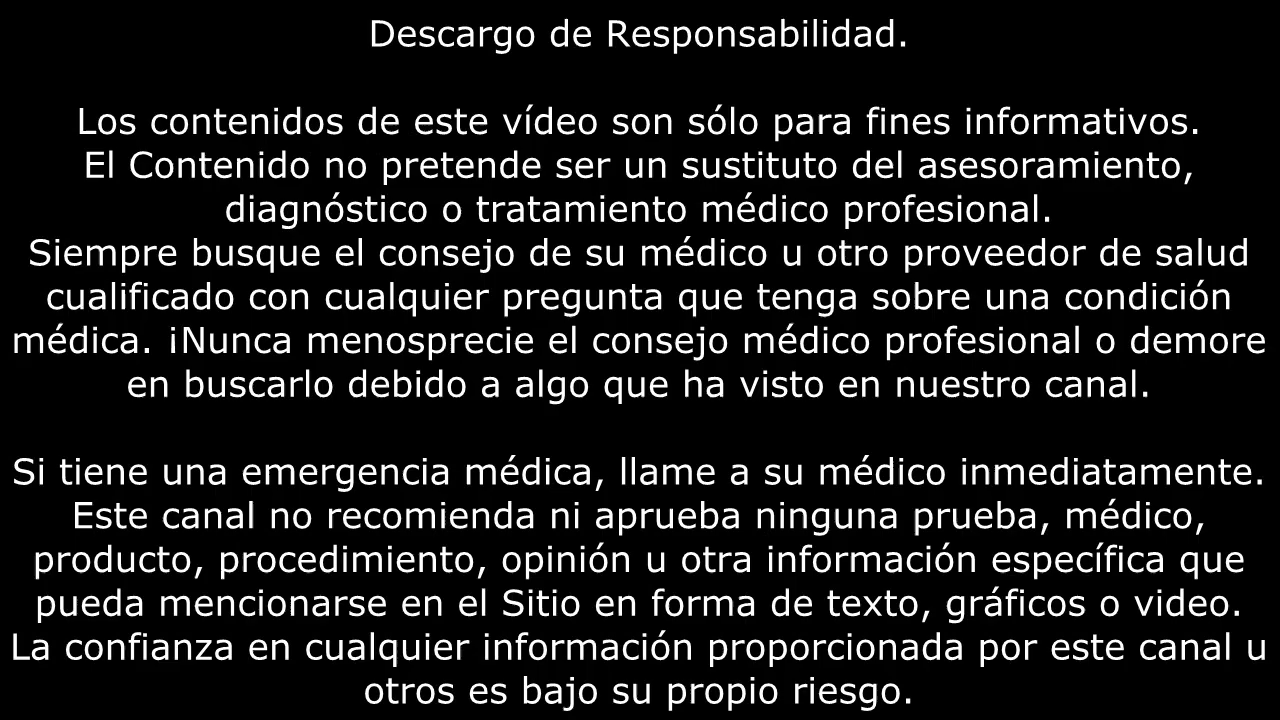 Descargo de Responsabilidad.
Los contenidos de este vídeo son sólo para fines informativos.
El Contenido no pretende ser un sustituto del asesoramiento,
diagnóstico o tratamiento médico profesional.
Siempre busque el consejo de su médico u otro proveedor de salud
cualificado con cualquier pregunta que tenga sobre una condición
médica. ¡Nunca menosprecie el consejo médico profesional o demore
en buscarlo debido a algo que ha visto en nuestro canal.
Si tiene una emergencia médica, llame a su médico inmediatamente.
Este canal no recomienda ni aprueba ninguna prueba, médico,
producto, procedimiento, opinión u otra información específica que
pueda mencionarse en el Sitio en forma de texto, gráficos o video.
La confianza en cualquier información proporcionada por este canal u
otros es bajo su propio riesgo.